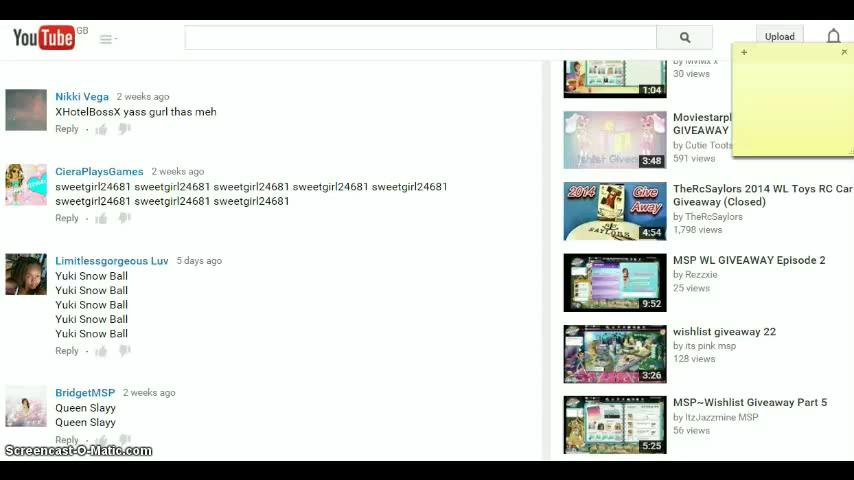 YouTube GB
Upload
Nikki Vega 2 weeks ago
XHotelBossX yass gurl thas meh
Reply
CieraPlaysGames 2 weeks ago
sweetgirl24681 sweetgirl24681 sweetgirl24681 sweetgirl24681 sweetgirl24681
sweetgirl24681 sweetgirl24681 sweetgirl24681
Reply
Limitlessgorgeous Luv 5 days ago
Yuki Snow Ball
Yuki Snow Ball
Yuki Snow Ball
Yuki Snow Ball
Yuki Snow Ball
Reply
BridgetMSP 2 weeks ago
Queen Slayy
Queen Slayy
Reply
Screencast-O-Matic.com
1:04
30 views
Moviestarpl
GIVEAWAY
by Cutie Toots
591 views
3:48
2014 Give Away
4:54
TheRcSaylors 2014 WL Toys RC Car
Giveaway (Closed)
by TheRcSaylors
1,798 views
MSP WL GIVEAWAY Episode 2
by Rezzxie
25 views
9:52
wishlist giveaway 22
by its pink msp
128 views
3:26
MSP~Wishlist Giveaway Part 5
by ItzJazzmine MSP
56 views
5:25